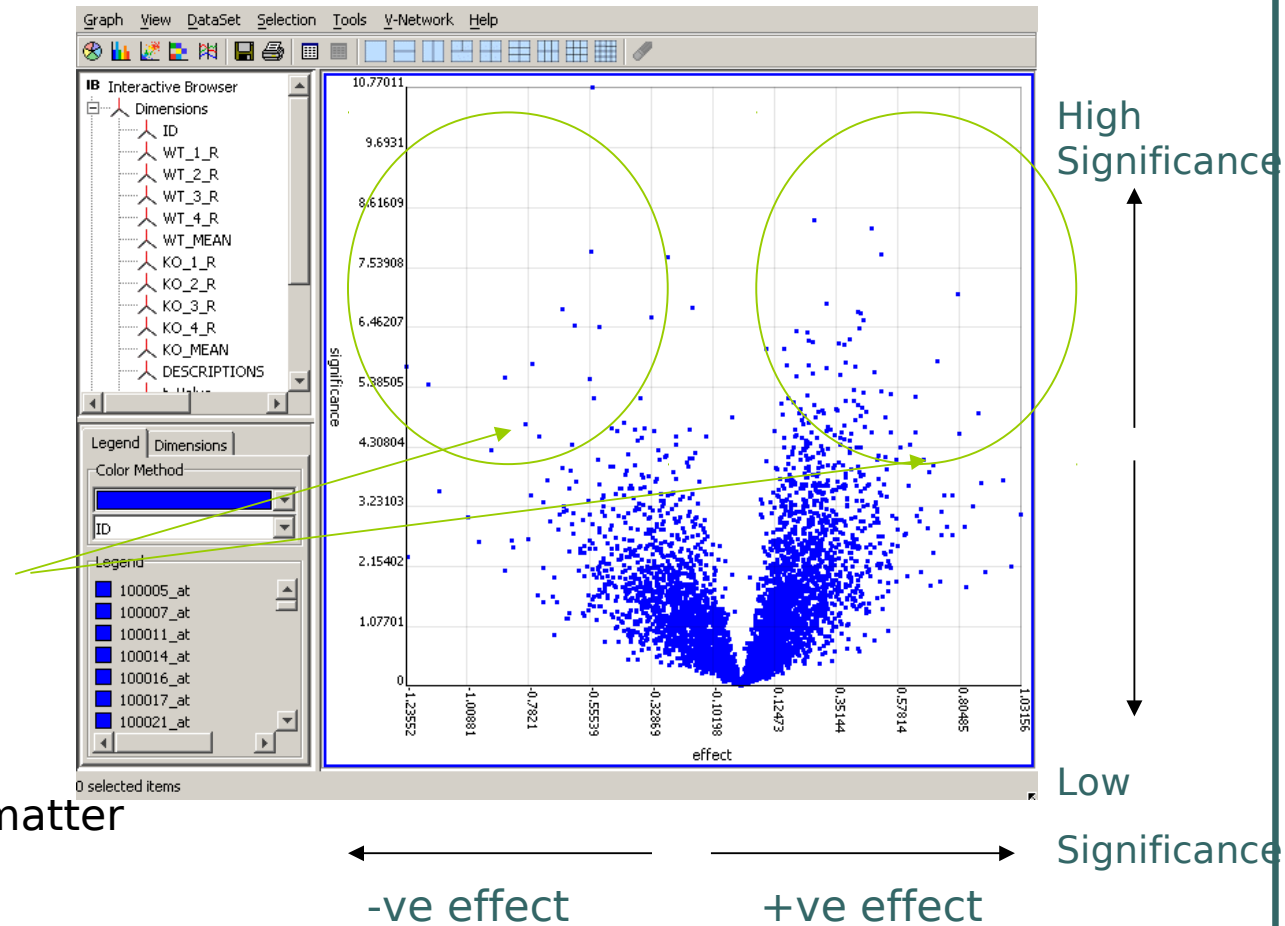 Graph View DataSet Selection Tools V-Network Help
IB Interactive Browser
Dimensions
ID
WT_1_R
WT_2_R
WT_3_R
WT_4_R
WT_MEAN
KO_1_R
KO_2_R
KO_3_R
KO_4_R
KO_MEAN
DESCRIPTIONS
Legend Dimensions
Color Method
ID
Legend
100005_at
100007_at
100011_at
100014_at
100016_at
100017_at
100021_at
0 selected items
10.77011
9.6931
8.61609
7.53908
6.46207
5.38505
4.30804
3.23103
2.15402
1.07701
0
significance
-1.23552
-1.00881
-0.7821
-0.55539
-0.32869
-0.10198
0.12473
0.35144
0.57814
0.80485
1.03156
effect
High
Significance
Low
Significance
matter
-ve effect +ve effect